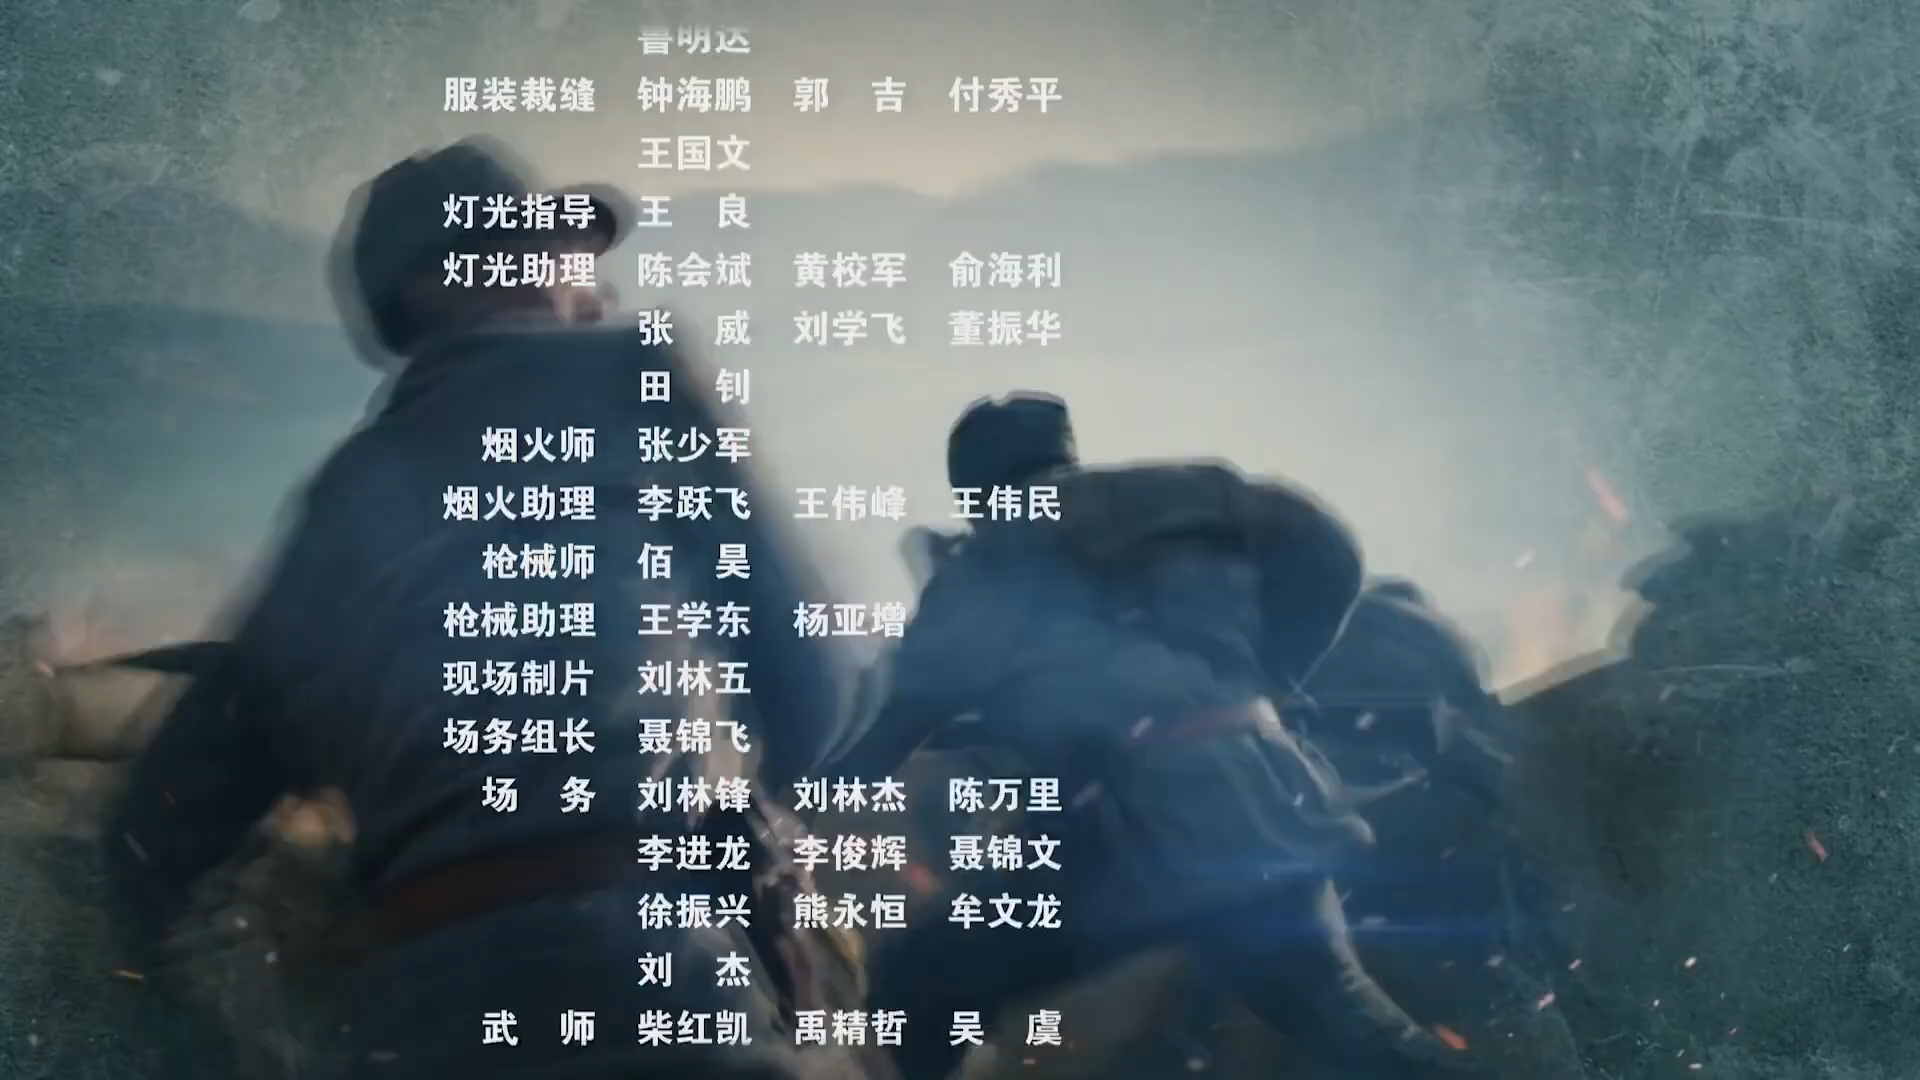 鲁明达
服装裁缝 钟海鹏 郭 吉 付秀平
王国文
灯光指导 王 良
灯光助理 陈会斌 黄校军 俞海利
张 威 刘学飞 董振华
田 钊
烟火师 张少军
烟火助理 李跃飞 王伟峰 王伟民
枪械师 佰 昊
枪械助理 王学东 杨亚增
现场制片 刘林五
场务组长 聂锦飞
场 务 刘林锋 刘林杰 陈万里
李进龙 李俊辉 聂锦文
徐振兴 熊永恒 牟文龙
刘 杰
武 师 柴红凯 禹精哲 吴 虞